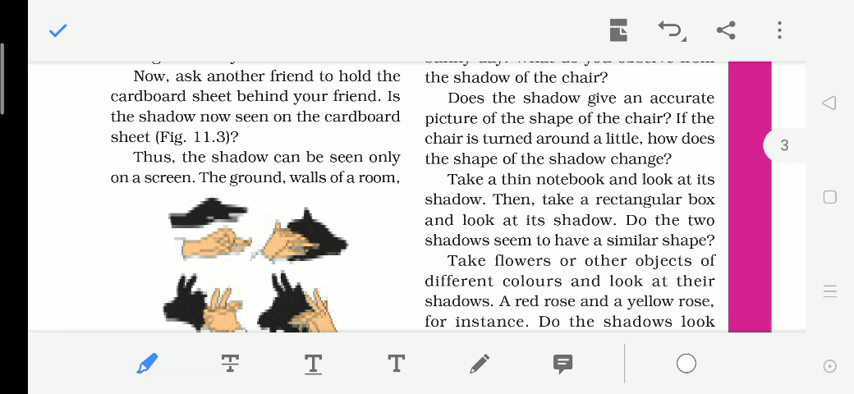 Now, ask another friend to hold the
cardboard sheet behind your friend. Is
the shadow now seen on the cardboard
sheet (Fig. 11.3)?
Thus, the shadow can be seen only
on a screen. The ground, walls of a room,
the shadow of the chair?
Does the shadow give an accurate
picture of the shape of the chair? If the
chair is turned around a little, how does
the shape of the shadow change?
Take a thin notebook and look at its
shadow. Then, take a rectangular box
and look at its shadow. Do the two
shadows seem to have a similar shape?
Take flowers or other objects of
different colours and look at their
shadows. A red rose and a yellow rose,
for instance. Do the shadows look
3
T
T
T